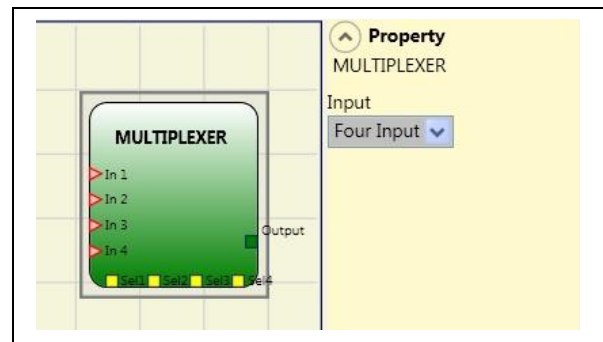 MULTIPLEXER
In 1
In 2
In 3
In 4
Output
Sel1 Sel2 Sel3 Sel4
Property
MULTIPLEXER
Input
Four Input